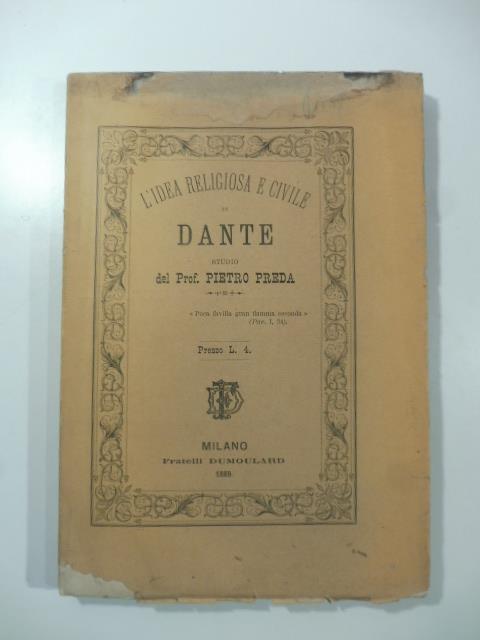 L'IDEA RELIGIOSA E CIVILE
DI
DANTE
STUDIO
del Prof. PIETRO PREDA
« Poca favilla gran fiamma seconda »
(Par. I, 34).
Prezzo L. 4.
MILANO
Fratelli DUMOULARD
1889.